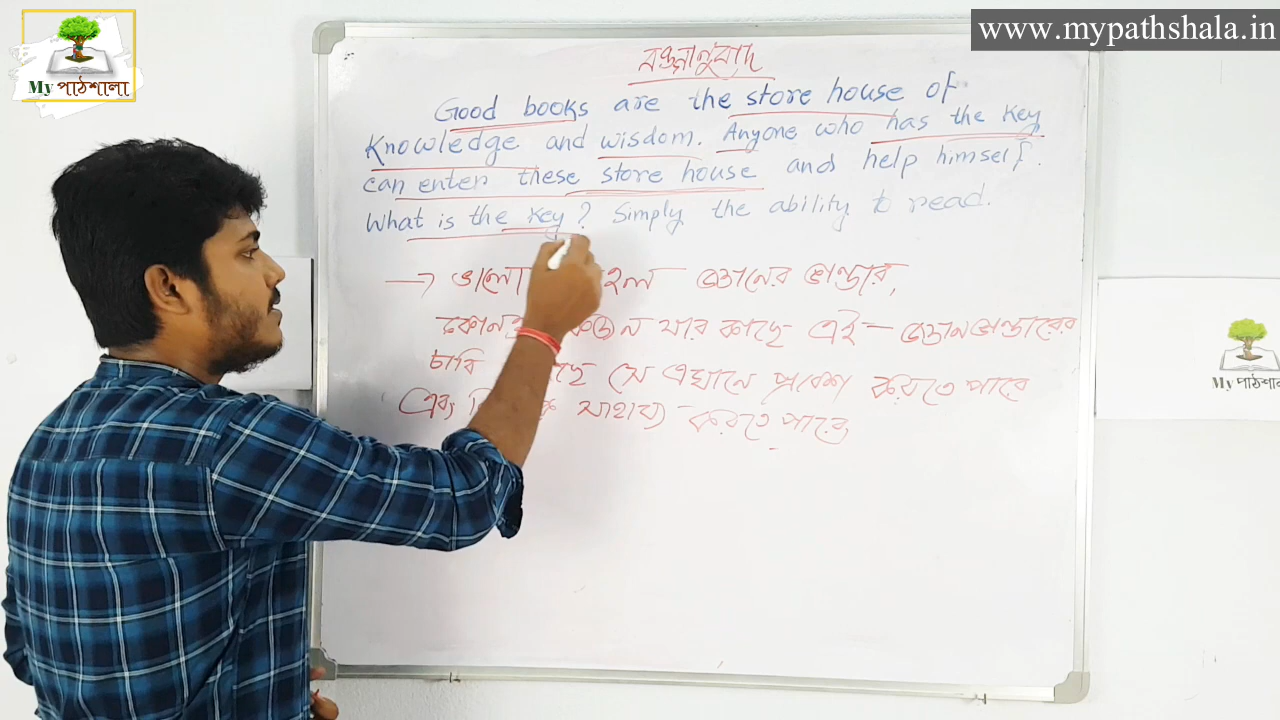 www.mypathshala.in
My পাঠশালা
বঙ্গানুবাদ
Good books are the store house of
Knowledge and wisdom. Anyone who has the key
can enter these store house and help himself.
What is the key? Simply the ability to read.
→ ভালো হল জ্ঞানের ভান্ডার,
যার কাছে এই জ্ঞানভান্ডারের
চাবি সে এখানে প্রবেশ করতে পারে
এবং সাহায্য করতে পারে
My পাঠশালা